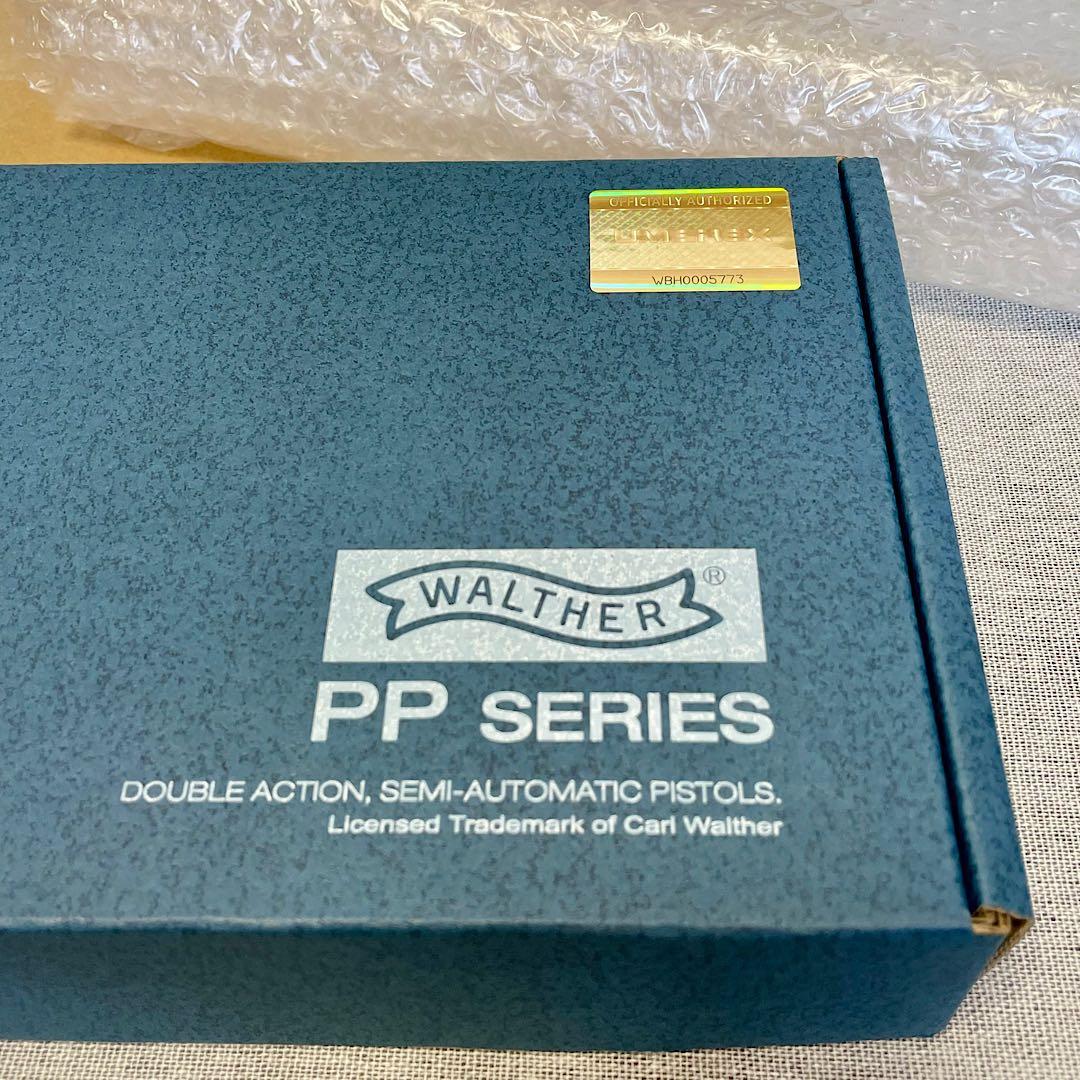 OFFICIALLY AUTHORIZED
UMAREX
WBH0005773
WALTHER ®
PP SERIES
DOUBLE ACTION, SEMI-AUTOMATIC PISTOLS.
Licensed Trademark of Carl Walther